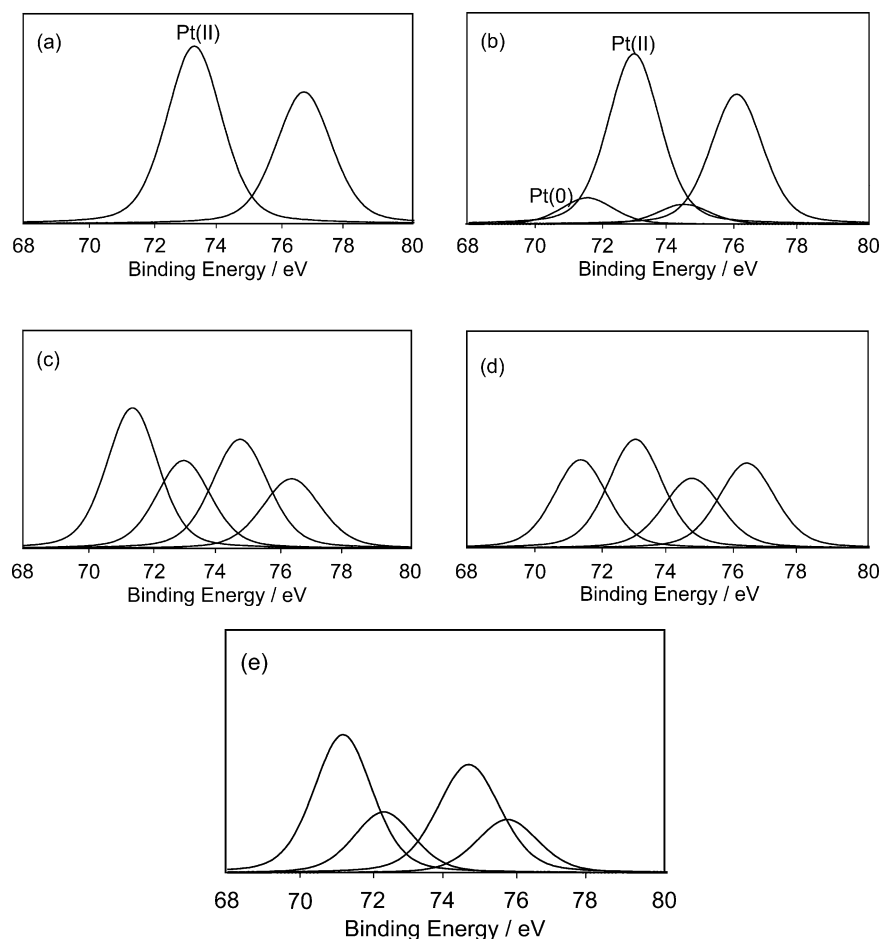 (a)
Pt(II)
68 70 72 74 76 78 80
Binding Energy / eV
(b)
Pt(II)
Pt(0)
68 70 72 74 76 78 80
Binding Energy / eV
(c)
68 70 72 74 76 78 80
Binding Energy / eV
(d)
68 70 72 74 76 78 80
Binding Energy / eV
(e)
68 70 72 74 76 78 80
Binding Energy / eV